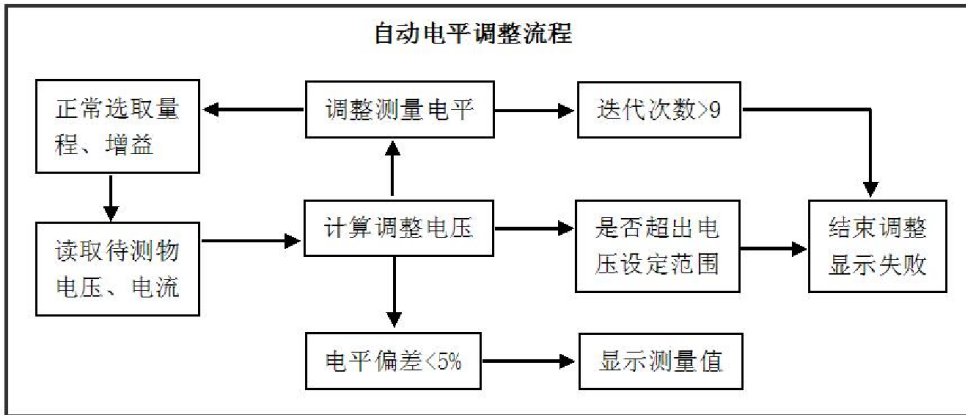 自动电平调整流程
正常选取量
程、增益
调整测量电平
迭代次数>9
读取待测物
电压、电流
计算调整电压
是否超出电
压设定范围
结束调整
显示失败
电平偏差<5%
显示测量值